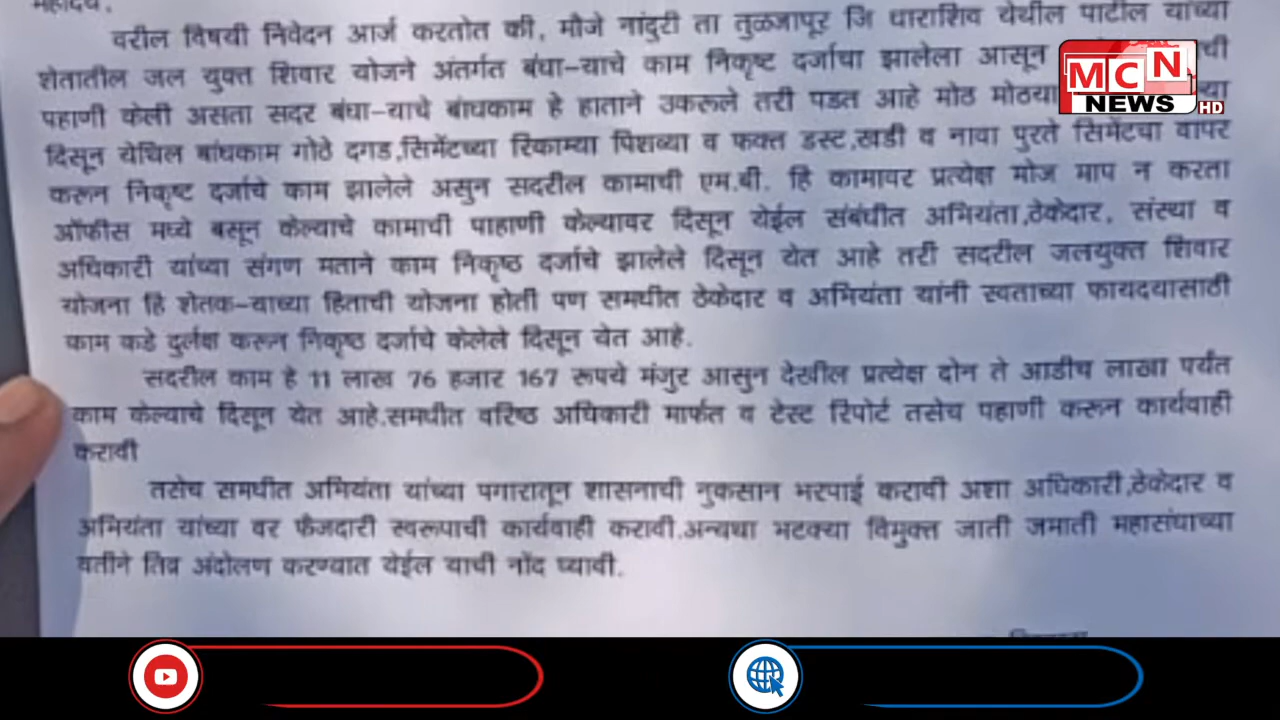 महोदय,
वरील विषयी निवेदन आर्ज करतोत की, मौजे नांदुरी ता तुळजापूर जि धाराशिव येथील पाटील यांच्या
शेतातील जल युक्त शिवार योजने अंतर्गत बंधा-याचे काम निकृष्ट दर्जाचा झालेला आसून
पहाणी केली असता सदर बंधा-याचे बांधकाम हे हाताने उकरुले तरी पडत आहे मोठ मोठया
दिसून येथिल बांधकाम गोठे दगड,सिमेंटच्या रिकाम्या पिशव्या व फक्त डस्ट,खडी व नावा पुरते सिमेंटचा वापर
करून निकृष्ट दर्जाचे काम झालेले असुन सदरील कामाची एम.बी. हि कामावर प्रत्येक्ष मोज माप न करता
ऑफीस मध्ये बसून केल्याचे कामाची पाहाणी केल्यावर दिसून येईल संबंधीत अभियंता,ठेकेदार, संस्था व
अधिकारी यांच्या संगण मताने काम निकृष्ठ दर्जाचे झालेले दिसून येत आहे तरी सदरील जलयुक्त शिवार
योजना हि शेतक-याच्या हिताची योजना होती पण समधीत ठेकेदार व अभियंता यांनी स्वताच्या फायदयासाठी
काम कडे दुर्लक्ष करून निकृष्ठ दर्जाचे केलेले दिसून येत आहे.
सदरील काम हे 11 लाख 76 हजार 167 रूपये मंजुर आसुन देखील प्रत्येक्ष दोन ते आडीच लाखा पर्यंत
काम केल्याचे दिसून येत आहे.समधीत वरिष्ठ अधिकारी मार्फत व टेस्ट रिपोर्ट तसेच पहाणी करून कार्यवाही
करावी
तसेच समधीत अभियंता यांच्या पगारातून शासनाची नुकसान भरपाई करावी अशा अधिकारी,ठेकेदार व
अभियंता यांच्या वर फैजदारी स्वरूपाची कार्यवाही करावी.अन्यथा भटक्या विमुक्त जाती जमाती महासंघाच्या
वतीने तिव्र अंदोलण करण्यात येईल याची नोंद घ्यावी.
MCN
NEWS HD